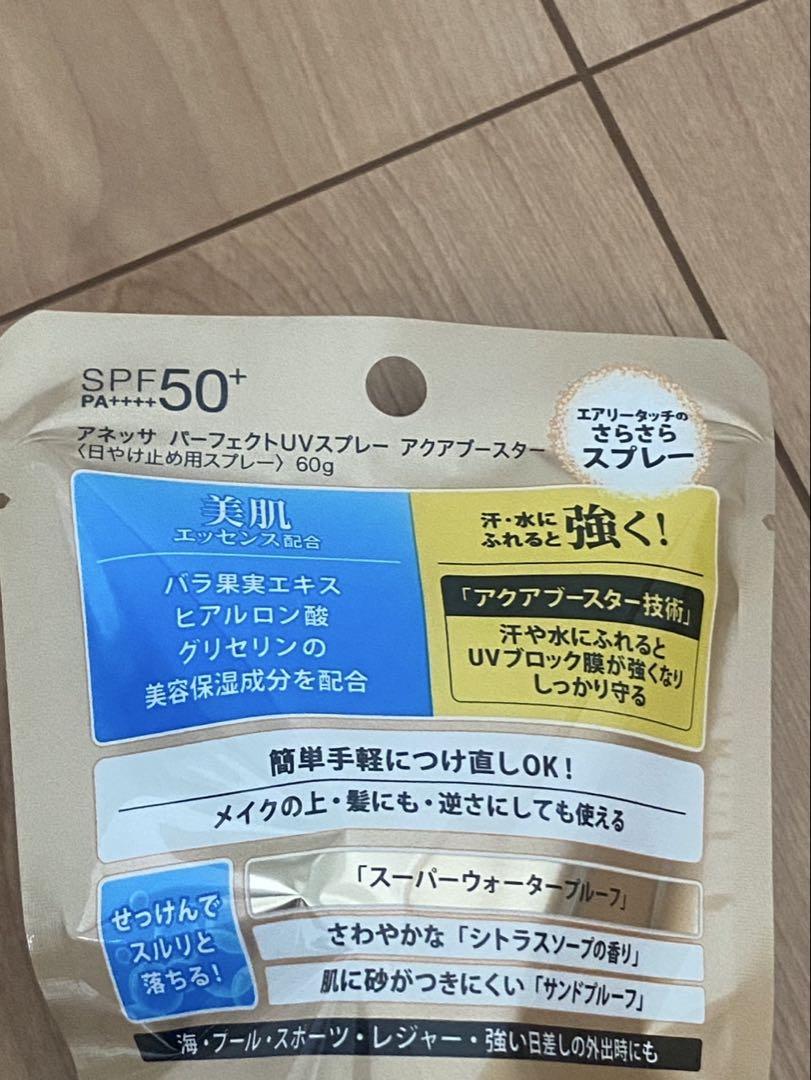 SPF50+
PA++++
アネッサ パーフェクトUVスプレー アクアブースター
〈日やけ止め用スプレー〉60g
エアリータッチの
さらさら
スプレー
美肌
エッセンス配合
バラ果実エキス
ヒアルロン酸
グリセリンの
美容保湿成分を配合
汗・水に
ふれると強く!
「アクアブースター技術」
汗や水にふれると
UVブロック膜が強くなり
しっかり守る
簡単手軽につけ直しOK!
メイクの上・髪にも・逆さにしても使える
せっけんで
スルリと
落ちる!
「スーパーウォータープルーフ」
さわやかな「シトラスソープの香り」
肌に砂がつきにくい「サンドプルーフ」
海・プール・スポーツ・レジャー・強い日差しの外出時にも